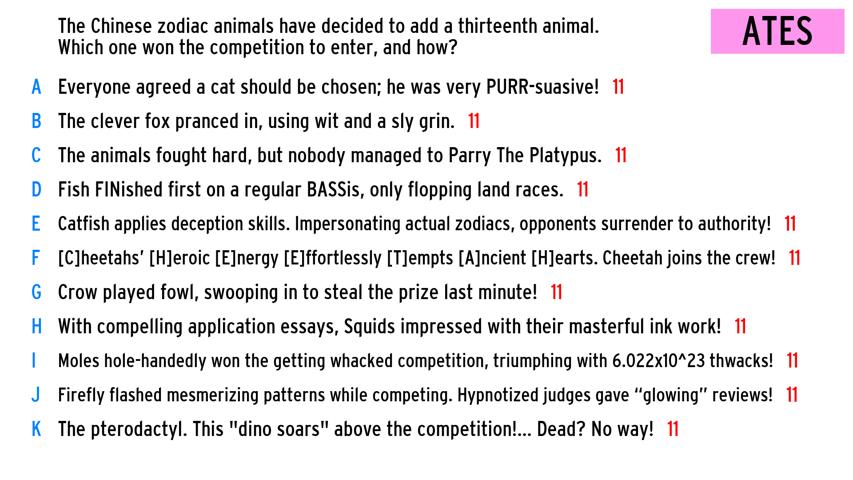 The Chinese zodiac animals have decided to add a thirteenth animal.
Which one won the competition to enter, and how?
ATES
A Everyone agreed a cat should be chosen; he was very PURR-suasive! 11
B The clever fox pranced in, using wit and a sly grin. 11
C The animals fought hard, but nobody managed to Parry The Platypus. 11
D Fish FINished first on a regular BASSis, only flopping land races. 11
E Catfish applies deception skills. Impersonating actual zodiacs, opponents surrender to authority! 11
F [C]heetahs' [H]eroic [E]nergy [E]ffortlessly [T]empts [A]ncient [H]earts. Cheetah joins the crew! 11
G Crow played fowl, swooping in to steal the prize last minute! 11
H With compelling application essays, Squids impressed with their masterful ink work! 11
I Moles hole-handedly won the getting whacked competition, triumphing with 6.022x10^23 thwacks! 11
J Firefly flashed mesmerizing patterns while competing. Hypnotized judges gave “glowing” reviews! 11
K The pterodactyl. This "dino soars" above the competition!... Dead? No way! 11